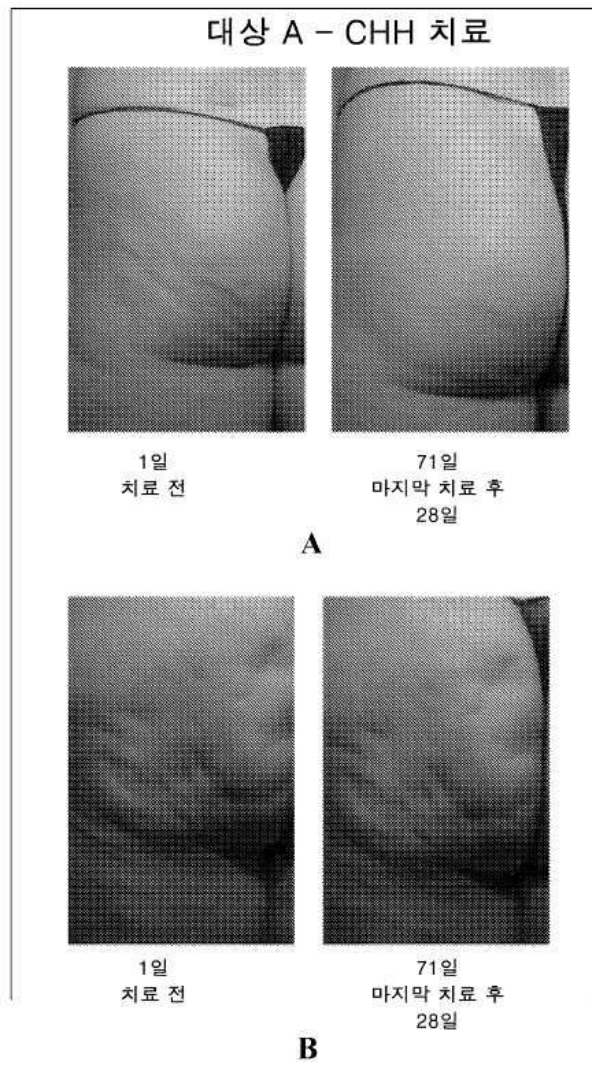 대상 A – CHH 치료
1일
치료 전
71일
마지막 치료 후
28일
A
1일
치료 전
71일
마지막 치료 후
28일
B